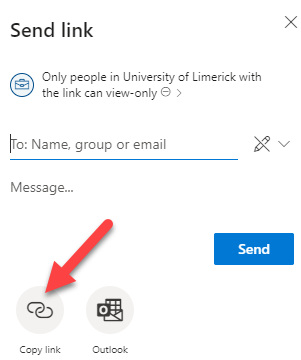 Send link
Only people in University of Limerick with
the link can view-only
To: Name, group or email
Message...
Send
Copy link
Outlook